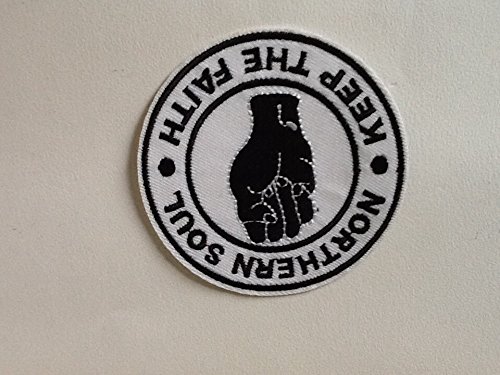 KEEP THE FAITH
NORTHERN SOUL